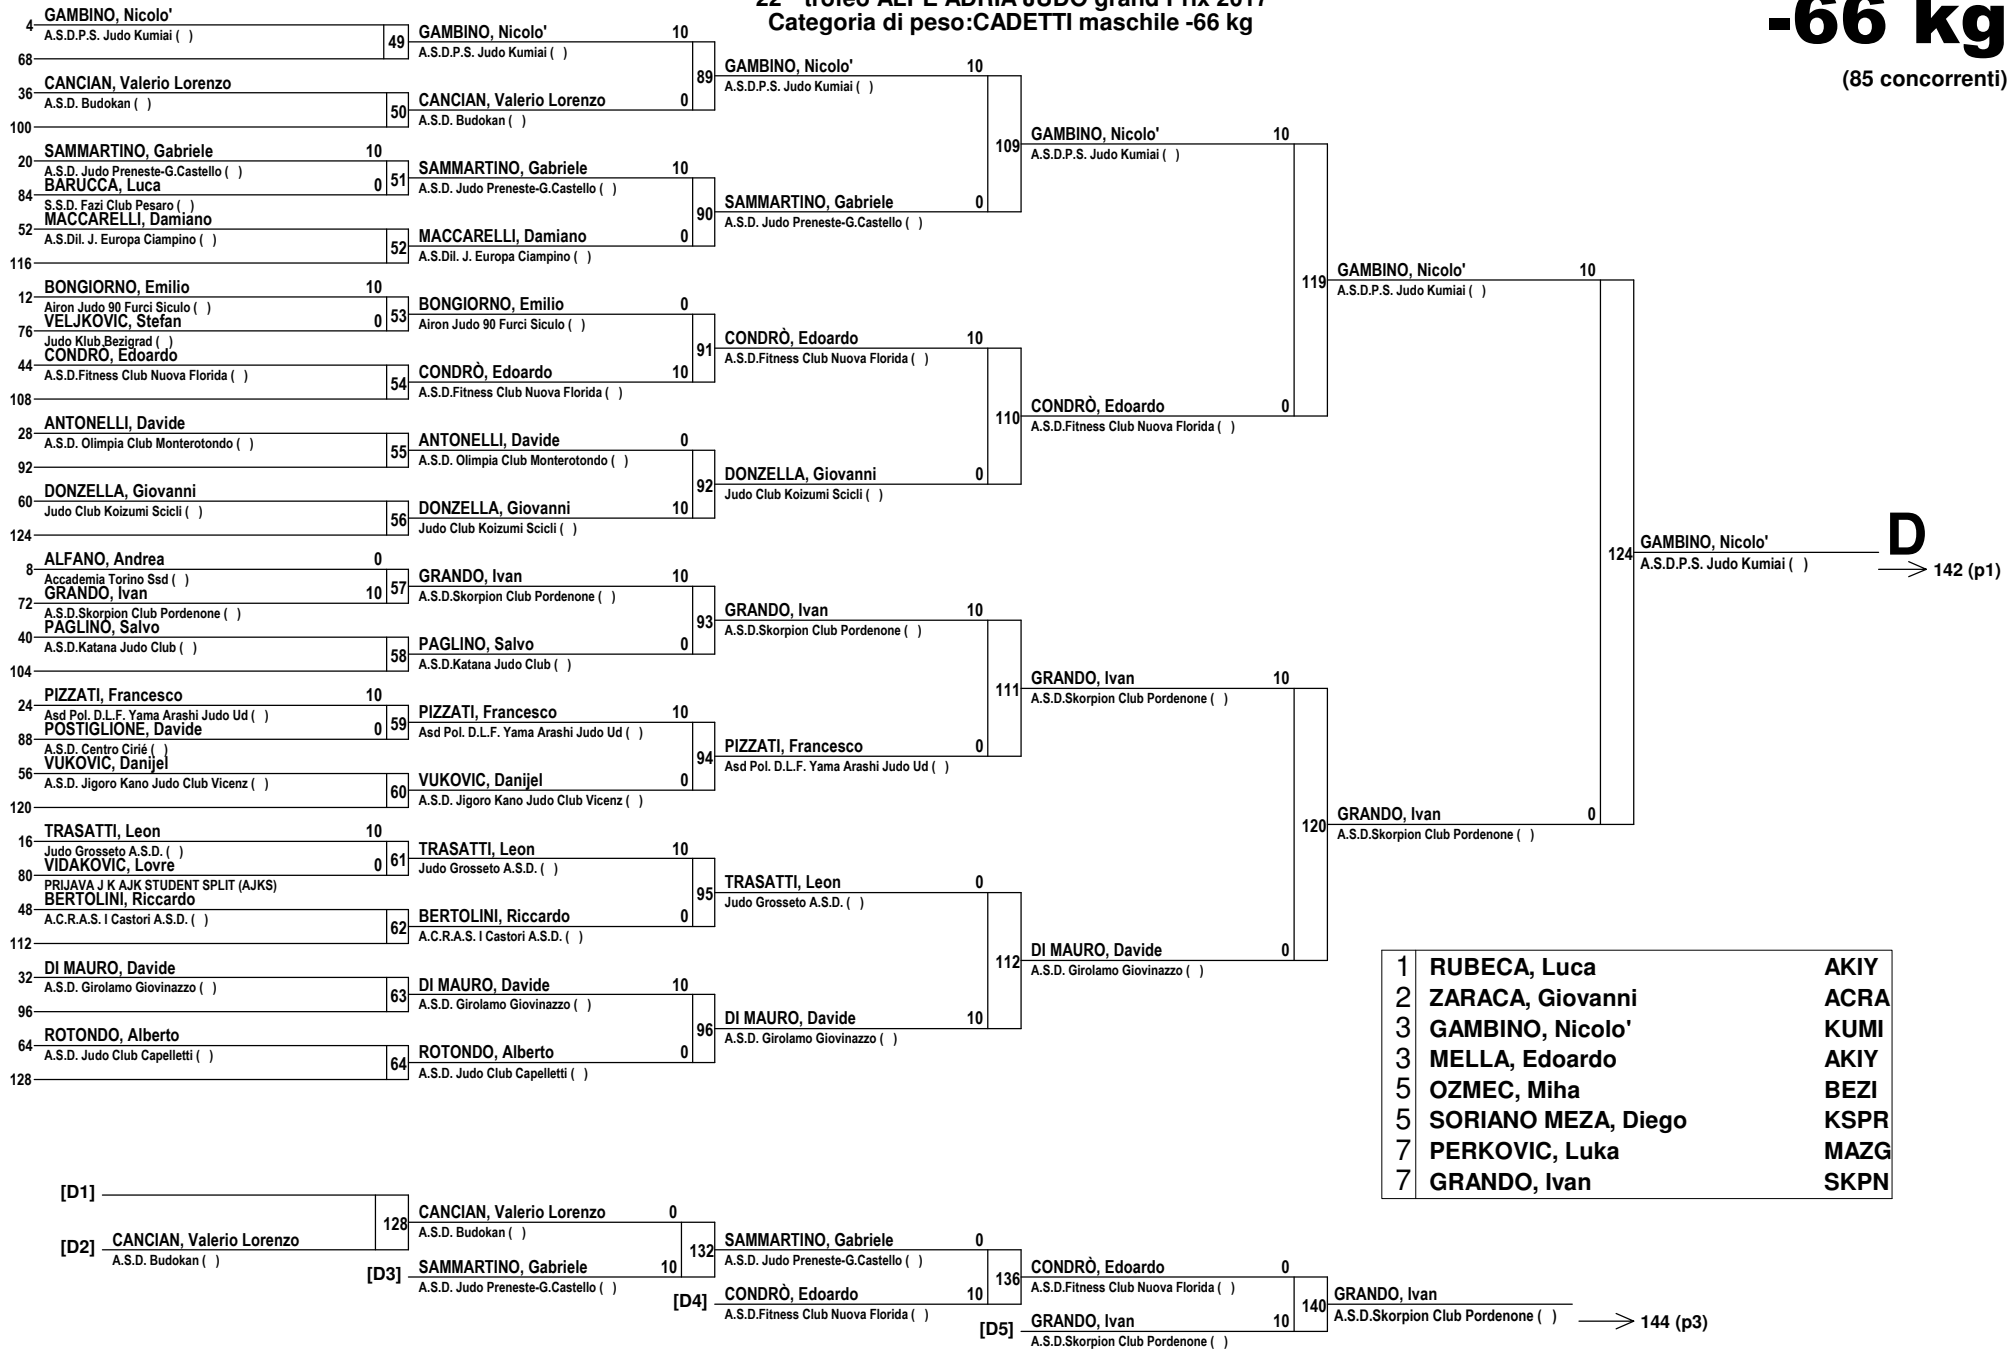 22° trofeo ALPE ADRIA JUDO grand Prix 2017
Categoria di peso:CADETTI maschile -66 kg
-66 kg
(85 concorrenti)
4 GAMBINO, Nicolo'
A.S.D.P.S. Judo Kumiai ( )
49
68
36 CANCIAN, Valerio Lorenzo
A.S.D. Budokan ( )
50
100
20 SAMMARTINO, Gabriele 10
A.S.D. Judo Preneste-G.Castello ( )
51
84 BARUCCA, Luca 0
S.S.D. Fazi Club Pesaro ( )
52 MACCARELLI, Damiano
A.S.Dil. J. Europa Ciampino ( )
52
116
12 BONGIORNO, Emilio 10
Airon Judo 90 Furci Siculo ( )
53
76 VELJKOVIC, Stefan 0
Judo Klub Bezigrad ( )
44 CONDRÒ, Edoardo
A.S.D.Fitness Club Nuova Florida ( )
54
108
28 ANTONELLI, Davide
A.S.D. Olimpia Club Monterotondo ( )
55
92
60 DONZELLA, Giovanni
Judo Club Koizumi Scicli ( )
56
124
8 ALFANO, Andrea 0
Accademia Torino Ssd ( )
57
72 GRANDO, Ivan 10
A.S.D.Skorpion Club Pordenone ( )
40 PAGLINO, Salvo
A.S.D.Katana Judo Club ( )
58
104
24 PIZZATI, Francesco 10
Asd Pol. D.L.F. Yama Arashi Judo Ud ( )
59
88 POSTIGLIONE, Davide 0
A.S.D. Centro Cirié ( )
56 VUKOVIC, Danijel
A.S.D. Jigoro Kano Judo Club Vicenz ( )
60
120
16 TRASATTI, Leon 10
Judo Grosseto A.S.D. ( )
61
80 VIDAKOVIC, Lovre 0
PRIJAVA J K AJK STUDENT SPLIT (AJKS)
48 BERTOLINI, Riccardo
A.C.R.A.S. I Castori A.S.D. ( )
62
112
32 DI MAURO, Davide
A.S.D. Girolamo Giovinazzo ( )
63
96
64 ROTONDO, Alberto
A.S.D. Judo Club Capelletti ( )
64
128
GAMBINO, Nicolo' 10
A.S.D.P.S. Judo Kumiai ( )
89
CANCIAN, Valerio Lorenzo 0
A.S.D. Budokan ( )
SAMMARTINO, Gabriele 10
A.S.D. Judo Preneste-G.Castello ( )
90
MACCARELLI, Damiano 0
A.S.Dil. J. Europa Ciampino ( )
BONGIORNO, Emilio 0
Airon Judo 90 Furci Siculo ( )
91
CONDRÒ, Edoardo 10
A.S.D.Fitness Club Nuova Florida ( )
ANTONELLI, Davide 0
A.S.D. Olimpia Club Monterotondo ( )
92
DONZELLA, Giovanni 10
Judo Club Koizumi Scicli ( )
GRANDO, Ivan 10
A.S.D.Skorpion Club Pordenone ( )
93
PAGLINO, Salvo 0
A.S.D.Katana Judo Club ( )
PIZZATI, Francesco 10
Asd Pol. D.L.F. Yama Arashi Judo Ud ( )
94
VUKOVIC, Danijel 0
A.S.D. Jigoro Kano Judo Club Vicenz ( )
TRASATTI, Leon 10
Judo Grosseto A.S.D. ( )
95
BERTOLINI, Riccardo 0
A.C.R.A.S. I Castori A.S.D. ( )
DI MAURO, Davide 10
A.S.D. Girolamo Giovinazzo ( )
96
ROTONDO, Alberto 0
A.S.D. Judo Club Capelletti ( )
GAMBINO, Nicolo' 10
A.S.D.P.S. Judo Kumiai ( )
109
SAMMARTINO, Gabriele 0
A.S.D. Judo Preneste-G.Castello ( )
CONDRÒ, Edoardo 10
A.S.D.Fitness Club Nuova Florida ( )
110
DONZELLA, Giovanni 0
Judo Club Koizumi Scicli ( )
GRANDO, Ivan 10
A.S.D.Skorpion Club Pordenone ( )
111
PIZZATI, Francesco 0
Asd Pol. D.L.F. Yama Arashi Judo Ud ( )
TRASATTI, Leon 0
Judo Grosseto A.S.D. ( )
112
DI MAURO, Davide 10
A.S.D. Girolamo Giovinazzo ( )
GAMBINO, Nicolo' 10
A.S.D.P.S. Judo Kumiai ( )
119
CONDRÒ, Edoardo 0
A.S.D.Fitness Club Nuova Florida ( )
GRANDO, Ivan 10
A.S.D.Skorpion Club Pordenone ( )
120
DI MAURO, Davide 0
A.S.D. Girolamo Giovinazzo ( )
GAMBINO, Nicolo' 10
A.S.D.P.S. Judo Kumiai ( )
124
GRANDO, Ivan 0
A.S.D.Skorpion Club Pordenone ( )
GAMBINO, Nicolo'
A.S.D.P.S. Judo Kumiai ( )
D
142 (p1)
1 RUBECA, Luca AKIY
2 ZARACA, Giovanni ACRA
3 GAMBINO, Nicolo' KUMI
3 MELLA, Edoardo AKIY
5 OZMEC, Miha BEZI
5 SORIANO MEZA, Diego KSPR
7 PERKOVIC, Luka MAZG
7 GRANDO, Ivan SKPN
[D1]
128
[D2] CANCIAN, Valerio Lorenzo
A.S.D. Budokan ( )
CANCIAN, Valerio Lorenzo 0
A.S.D. Budokan ( )
132
[D3] SAMMARTINO, Gabriele 10
A.S.D. Judo Preneste-G.Castello ( )
SAMMARTINO, Gabriele 0
A.S.D. Judo Preneste-G.Castello ( )
136
[D4] CONDRÒ, Edoardo 10
A.S.D.Fitness Club Nuova Florida ( )
CONDRÒ, Edoardo 0
A.S.D.Fitness Club Nuova Florida ( )
140
[D5] GRANDO, Ivan 10
A.S.D.Skorpion Club Pordenone ( )
GRANDO, Ivan
A.S.D.Skorpion Club Pordenone ( )
144 (p3)